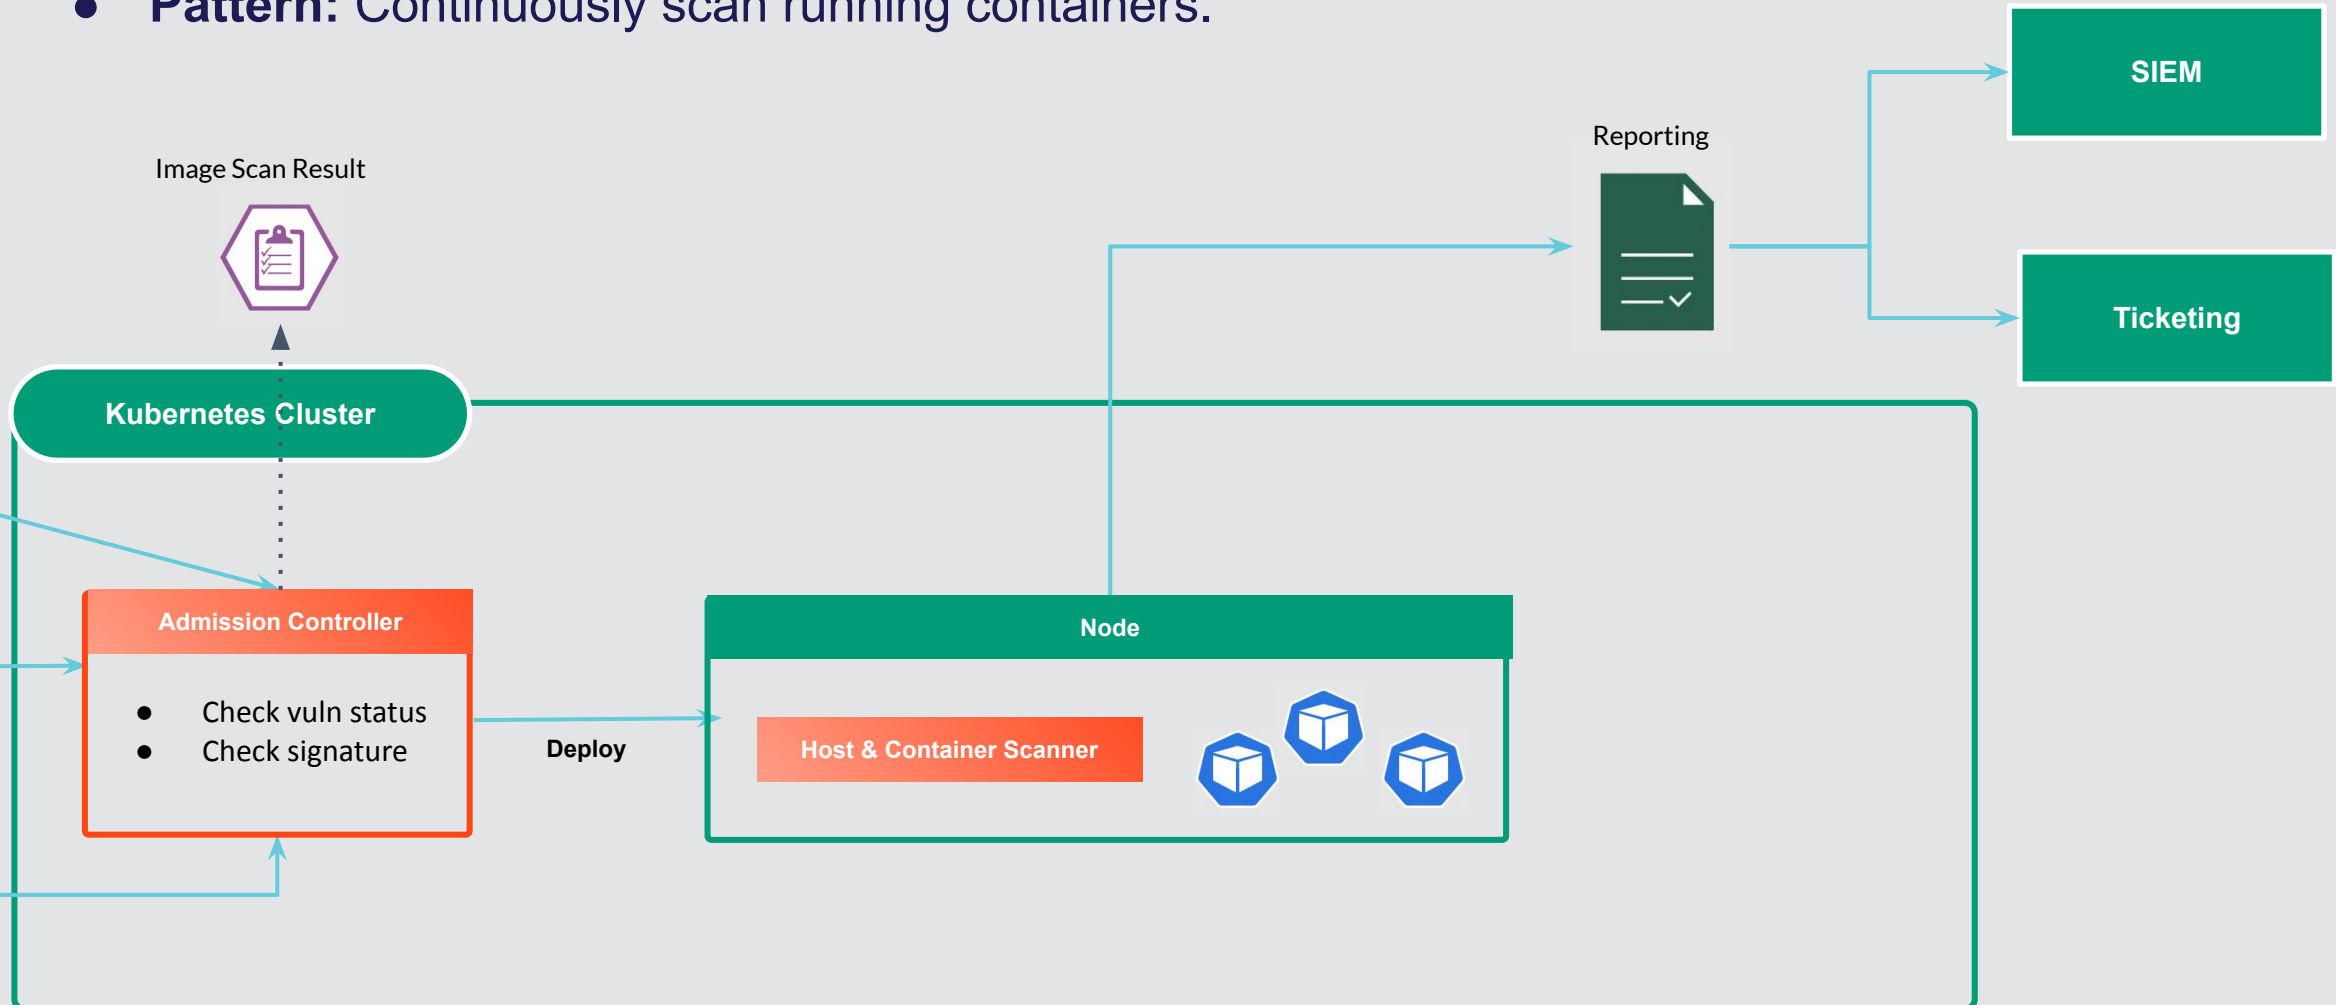 ● Pattern: Continuously scan running containers.
SIEM
Reporting
Image Scan Result
Ticketing
Kubernetes Cluster
Admission Controller
Node
● Check vuln status
● Check signature
Deploy
Host & Container Scanner